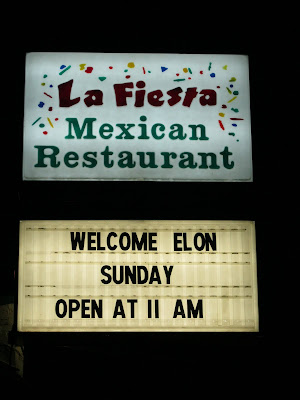 La Fiesta
Mexican
Restaurant
WELCOME ELON
SUNDAY
OPEN AT 11 AM